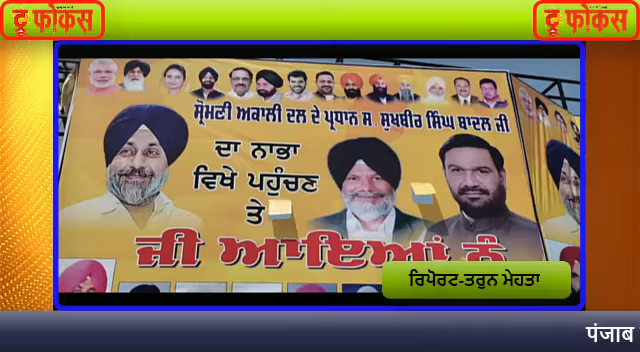 ਟ੍ਰੂ ਫੋਕਸ
ਟ੍ਰੂ ਫੋਕਸ
ਸ੍ਰੋਮਣੀ ਅਕਾਲੀ ਦਲ ਦੇ ਪ੍ਰਧਾਨ ਸ. ਸੁਖਬੀਰ ਸਿੰਘ ਬਾਦਲ ਜੀ
ਦਾ ਨਾਭਾ
ਵਿਖੇ ਪਹੁੰਚਣ
ਤੇ
ਜੀ ਆਇਆਂ ਨੂੰ
ਰਿਪੋਰਟ-ਤਰੁਨ ਮੇਹਤਾ
ਪੰਜਾਬ